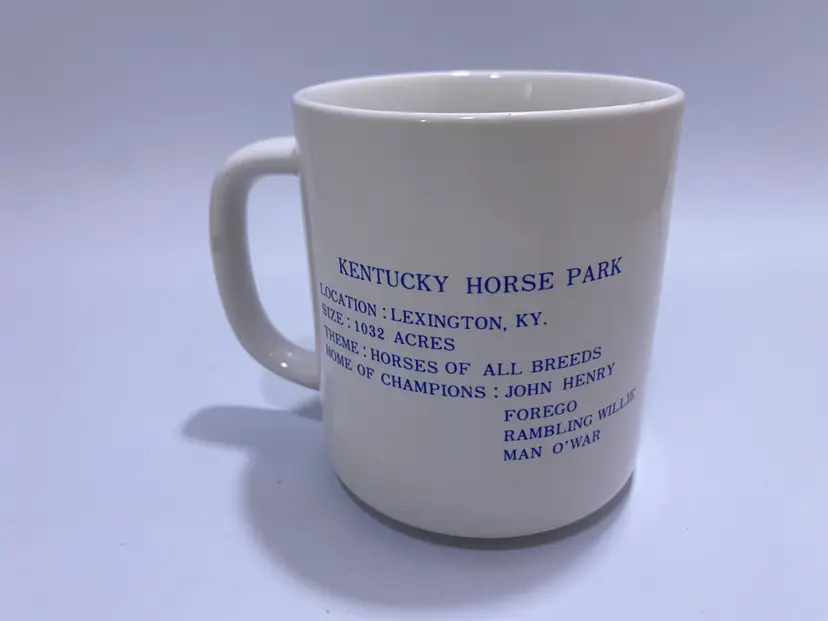 KENTUCKY HORSE PARK
LOCATION : LEXINGTON, KY.
SIZE : 1032 ACRES
THEME : HORSES OF ALL BREEDS
HOME OF CHAMPIONS : JOHN HENRY
FOREGO
RAMBLING WILLIE
MAN O'WAR